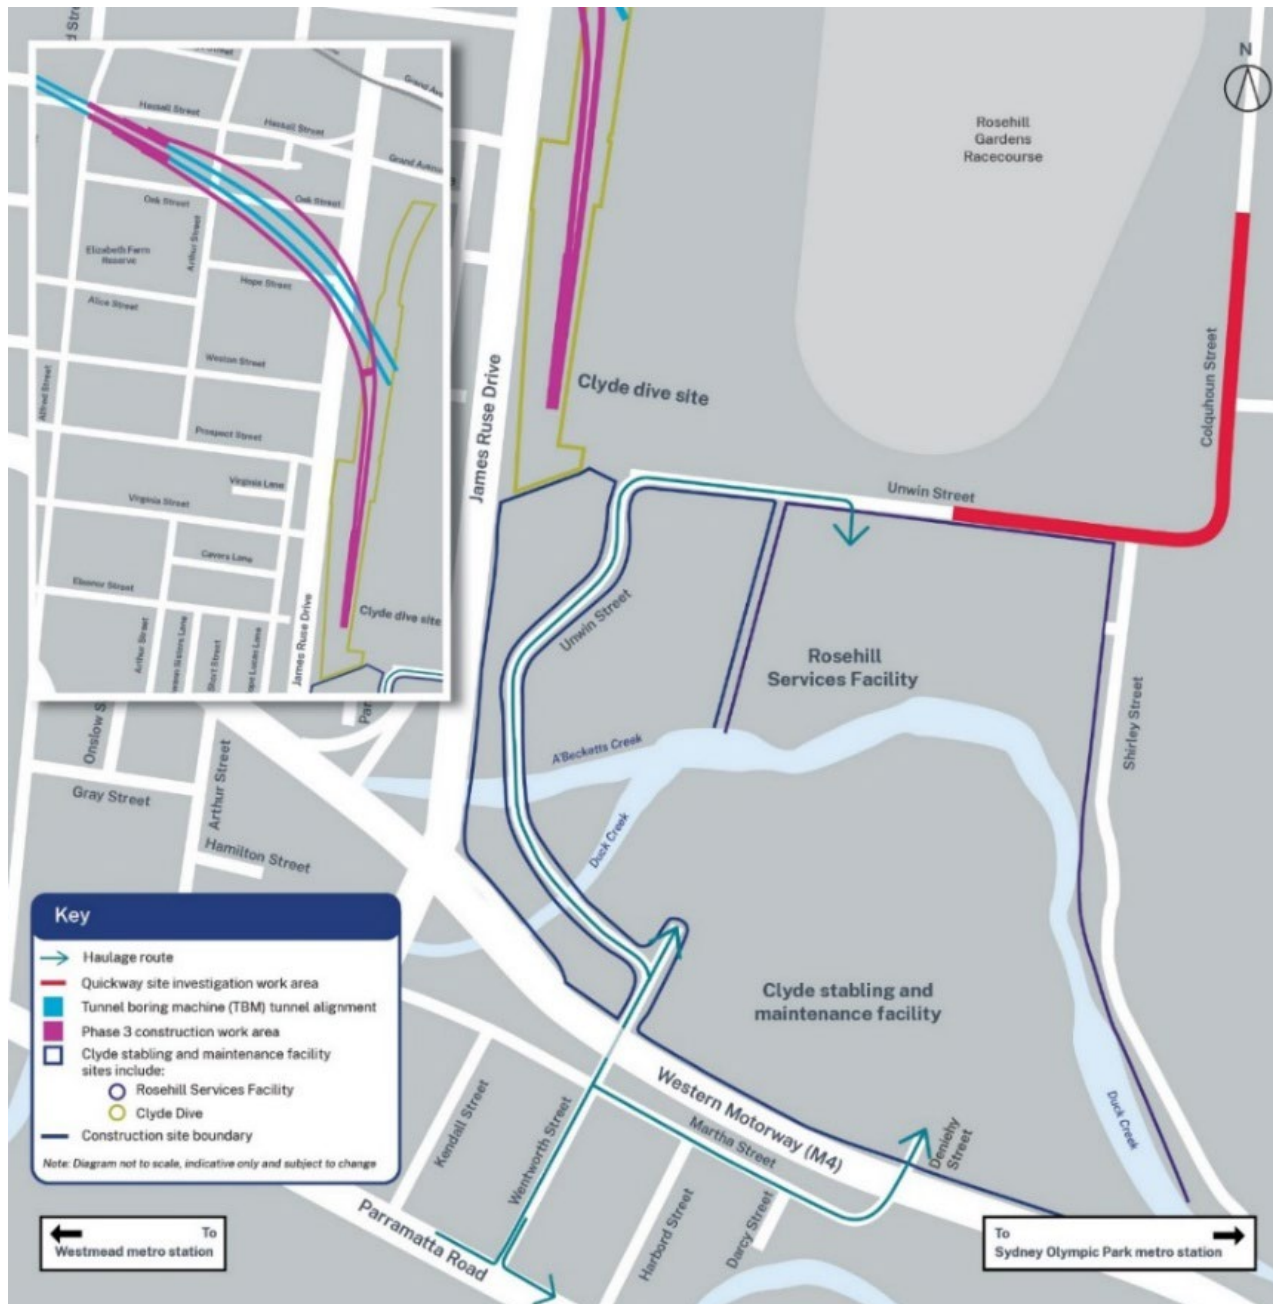 N
Rosehill
Gardens
Racecourse
Hassall Street
Hassall Street
Grand Avenue
Oak Street
Oak Street
Arthur Street
Elizabeth Farm
Reserve
Hope Street
Alice Street
Weston Street
Alfred Street
Prospect Street
Virginia Lane
Virginia Street
Cavers Lane
Eleanor Street
Arthur Street
Short Street
James Ruse Drive
Clyde dive site
James Ruse Drive
Clyde dive site
Colquhoun Street
Unwin Street
Unwin Street
Rosehill
Services Facility
A'Becketts Creek
Duck Creek
Shirley Street
Onslow S
Gray Street
Arthur Street
Hamilton Street
Clyde stabling and
maintenance facility
Western Motorway (M4)
Martha Street
Deniehy
Street
Duck Creek
Kendall Street
Wentworth Street
Harbord Street
Darcy Street
Parramatta Road
Key
Haulage route
Quickway site investigation work area
Tunnel boring machine (TBM) tunnel alignment
Phase 3 construction work area
Clyde stabling and maintenance facility
sites include:
Rosehill Services Facility
Clyde Dive
Construction site boundary
Note: Diagram not to scale, indicative only and subject to change
To
Westmead metro station
To
Sydney Olympic Park metro station